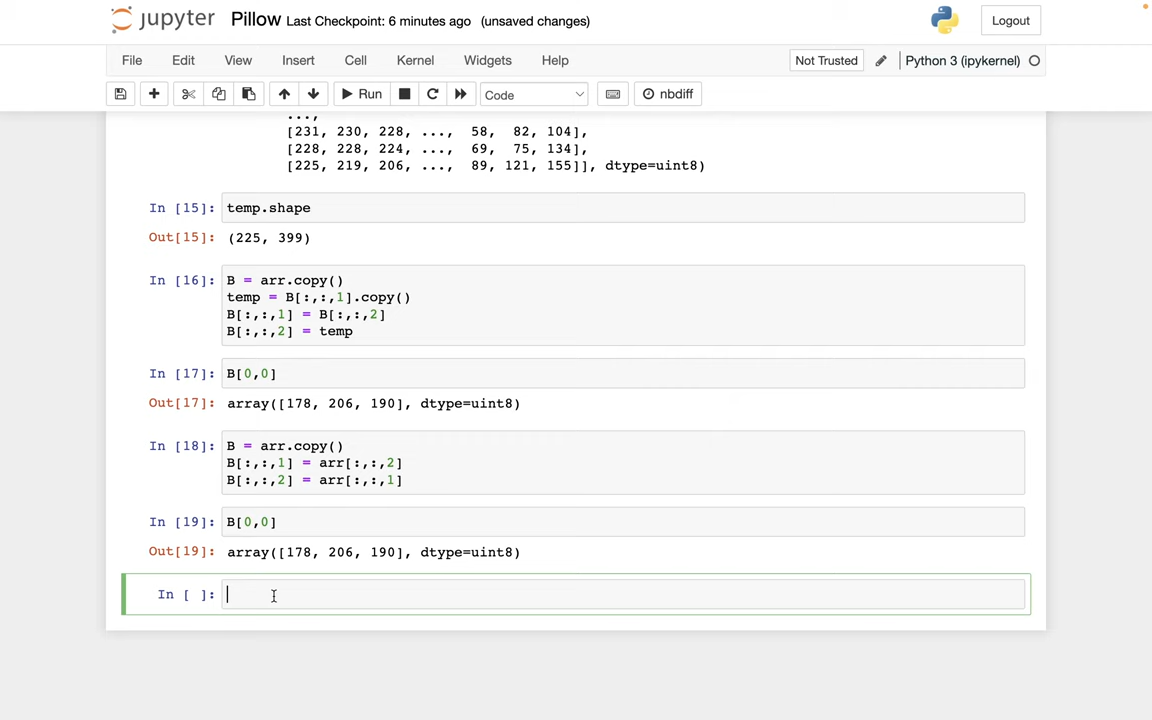 jupyter Pillow Last Checkpoint: 6 minutes ago (unsaved changes) Logout
File Edit View Insert Cell Kernel Widgets Help Not Trusted Python 3 (ipykernel)
Run Code nbdiff
...,
[231, 230, 228, ..., 58, 82, 104],
[228, 228, 224, ..., 69, 75, 134],
[225, 219, 206, ..., 89, 121, 155]], dtype=uint8)
In [15]: temp.shape
Out[15]: (225, 399)
In [16]: B = arr.copy()
temp = B[:,:,1].copy()
B[:,:,1] = B[:,:,2]
B[:,:,2] = temp
In [17]: B[0,0]
Out[17]: array([178, 206, 190], dtype=uint8)
In [18]: B = arr.copy()
B[:,:,1] = arr[:,:,2]
B[:,:,2] = arr[:,:,1]
In [19]: B[0,0]
Out[19]: array([178, 206, 190], dtype=uint8)
In [ ]: